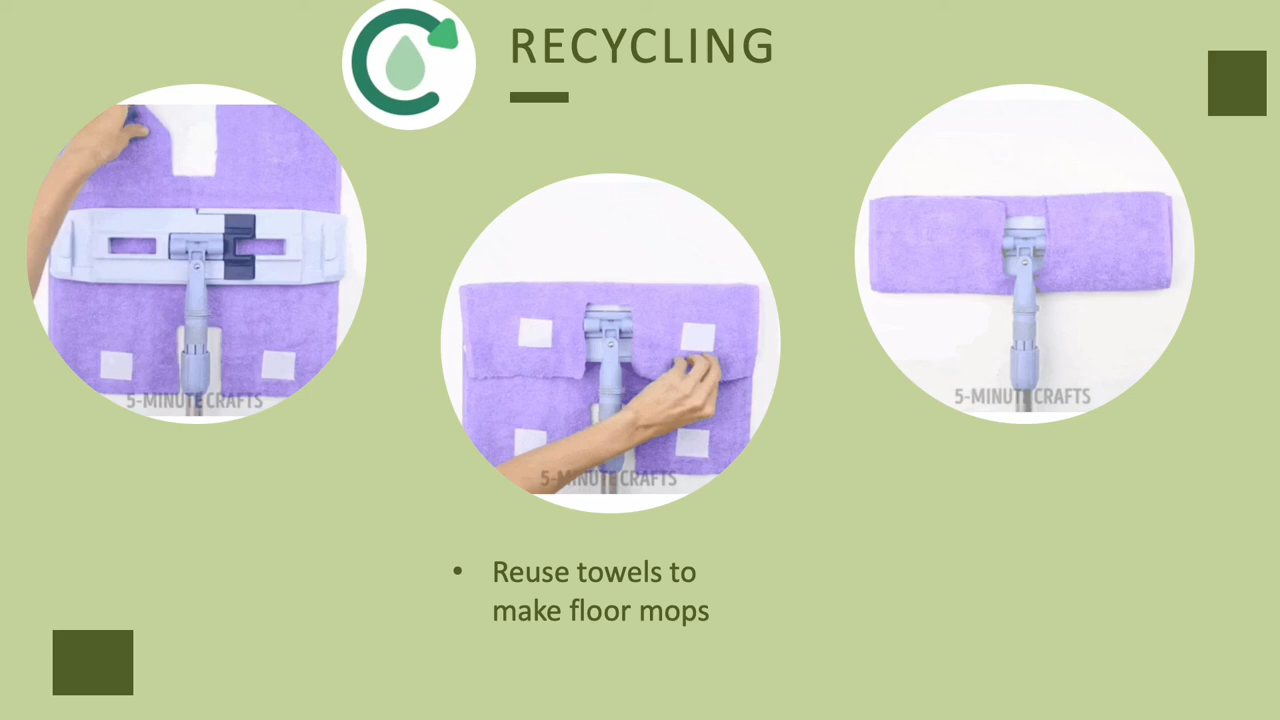 RECYCLING
5-MINUTE CRAFTS
5-MINUTE CRAFTS
5-MINUTE CRAFTS
• Reuse towels to
make floor mops